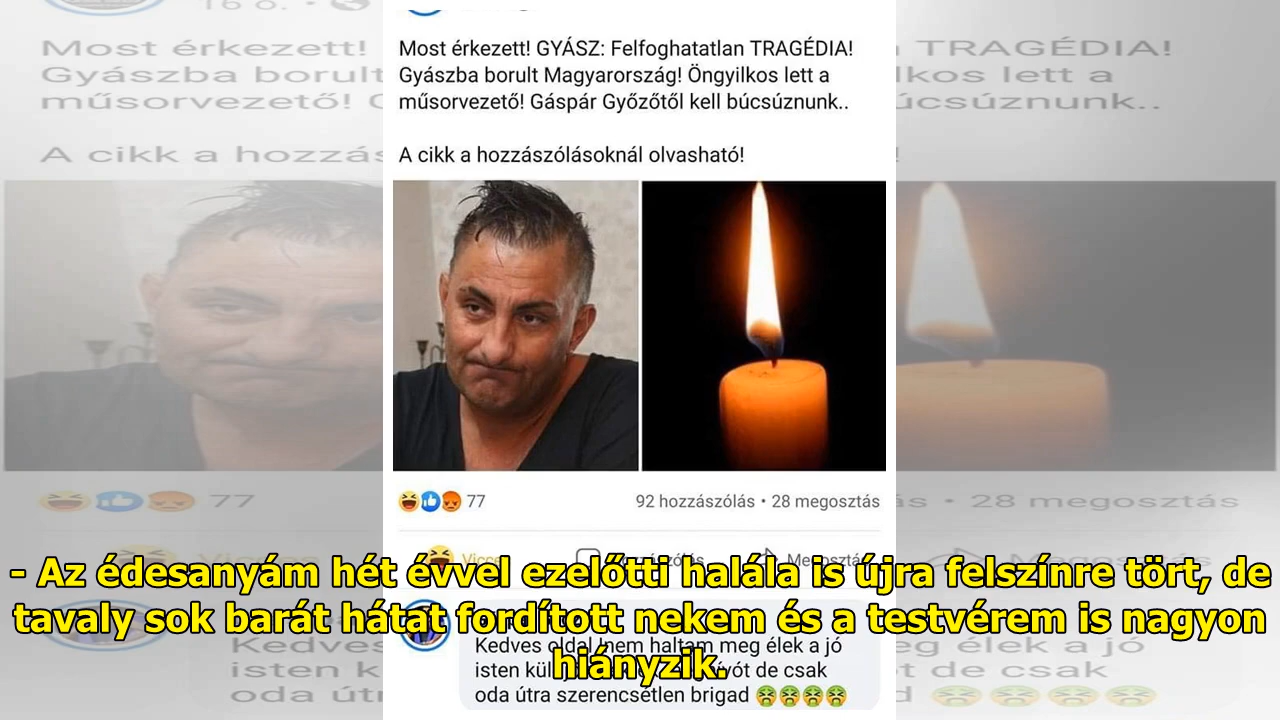 Most érkezett! GYÁSZ: Felfoghatatlan TRAGÉDIA!
Gyászba borult Magyarország! Öngyilkos lett a
műsorvezető! Gáspár Győzőtől kell búcsúznunk..
A cikk a hozzászólásoknál olvasható!
77
92 hozzászólás • 28 megosztás
- Az édesanyám hét évvel ezelőtti halála is újra felszínre tört, de
tavaly sok barát hátat fordított nekem és a testvérem is nagyon
hiányzik.
Kedves oldal nem haltam meg élek a jó
isten
de csak
oda útra szerencsétlen brigad 🤮🤮🤮🤮